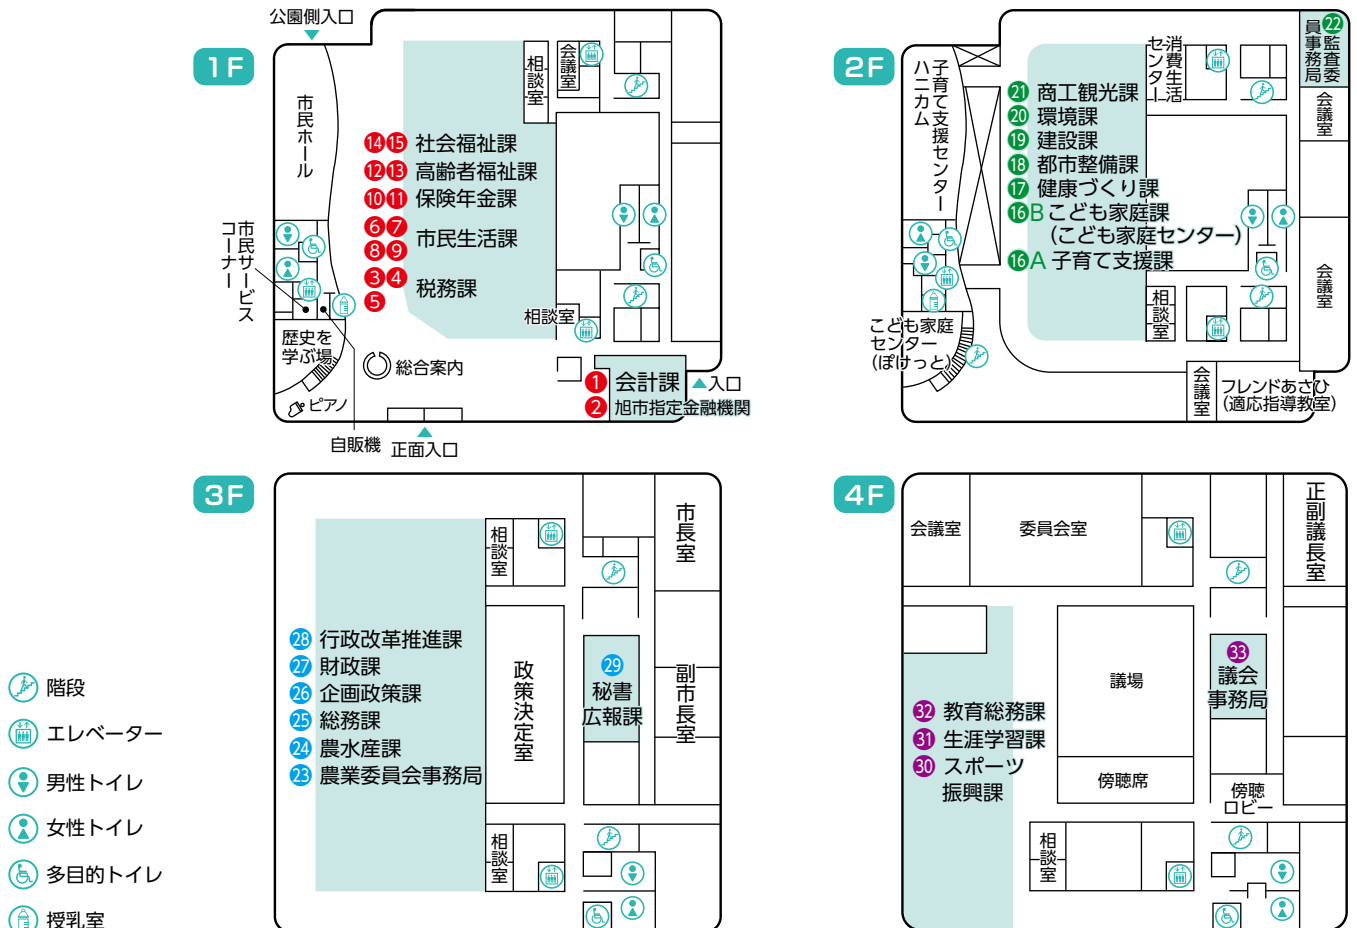 公園側入口
1F
市民ホール
相談室
会議室
⑭⑮ 社会福祉課
⑫⑬ 高齢者福祉課
⑩⑪ 保険年金課
⑥⑦
⑧⑨
市民生活課
③④
⑤
税務課
市民サービス
コーナー
相談室
歴史を
学ぶ場
総合案内
ピアノ
自販機
正面入口
① 会計課
② 旭市指定金融機関
入口
2F
子育て支援センター
ハニカム
消費生活
センター
㉒監査委
員事務局
会議室
㉑ 商工観光課
⑳ 環境課
⑲ 建設課
⑱ 都市整備課
⑰ 健康づくり課
⑯B こども家庭課
(こども家庭センター)
⑯A 子育て支援課
相談室
会議室
こども家庭
センター
(ぽけっと)
会議室
フレンドあさひ
(適応指導教室)
3F
相談室
市長室
㉘ 行政改革推進課
㉗ 財政課
㉖ 企画政策課
㉕ 総務課
㉔ 農水産課
㉓ 農業委員会事務局
政策決定室
㉙
秘書
広報課
副市長室
相談室
4F
会議室
委員会室
正副議長室
㉝
議会
事務局
議場
㉜ 教育総務課
㉛ 生涯学習課
㉚ スポーツ
振興課
傍聴席
傍聴
ロビー
相談室
階段
エレベーター
男性トイレ
女性トイレ
多目的トイレ
授乳室